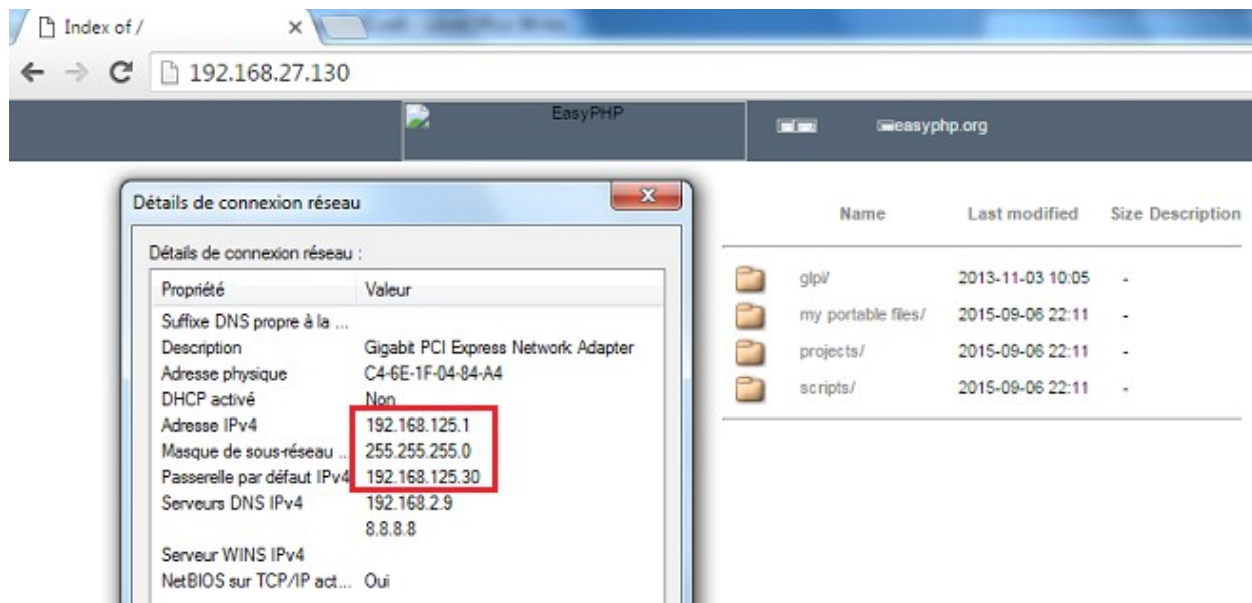 Index of /
192.168.27.130
EasyPHP
easyphp.org
Détails de connexion réseau
Détails de connexion réseau :
Propriété Valeur
Suffixe DNS propre à la ...
Description Gigabit PCI Express Network Adapter
Adresse physique C4-6E-1F-04-84-A4
DHCP activé Non
Adresse IPv4 192.168.125.1
Masque de sous-réseau ... 255.255.255.0
Passerelle par défaut IPv4 192.168.125.30
Serveurs DNS IPv4 192.168.2.9
8.8.8.8
Serveur WINS IPv4
NetBIOS sur TCP/IP act... Oui
Name Last modified Size Description
glpi/ 2013-11-03 10:05 -
my portable files/ 2015-09-06 22:11 -
projects/ 2015-09-06 22:11 -
scripts/ 2015-09-06 22:11 -